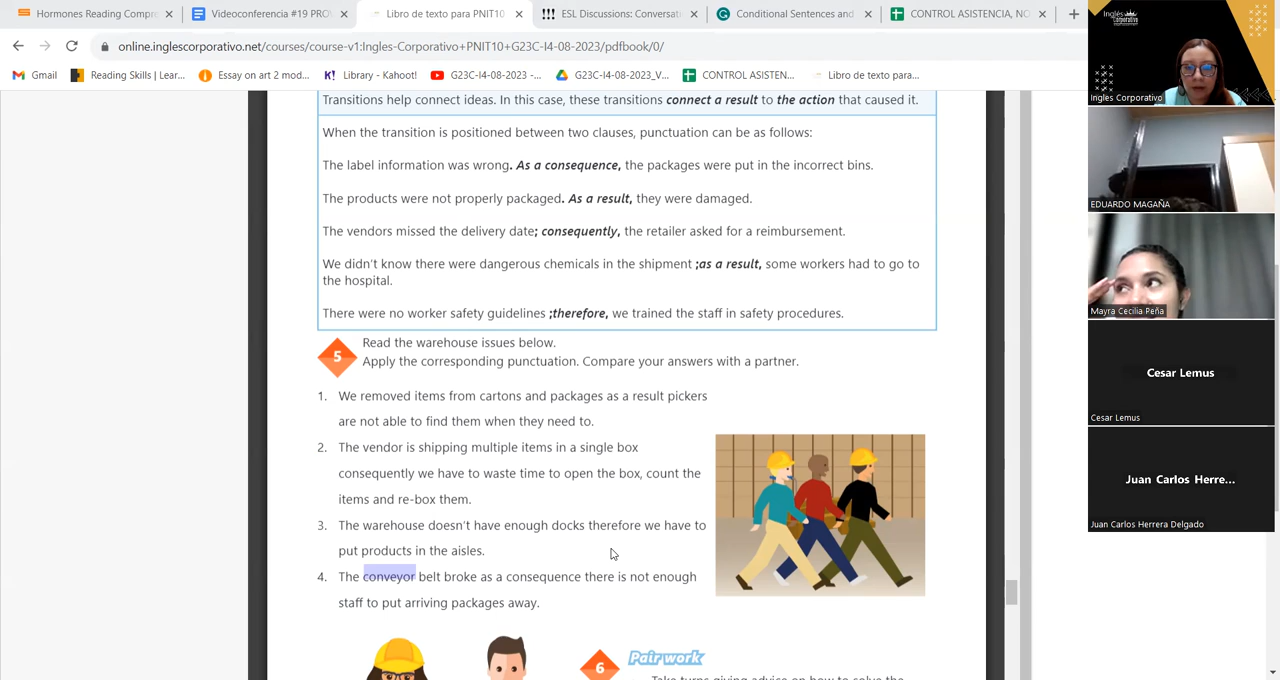 Hormones Reading Compre
Videoconferencia #19 PROV
Libro de texto para PNIT10
ESL Discussions: Conversati
Conditional Sentences and
CONTROL ASISTENCIA, NO
online.inglescorporativo.net/courses/course-v1:Ingles-Corporativo+PNIT10+G23C-I4-08-2023/pdfbook/0/
Gmail
Reading Skills | Lear...
Essay on art 2 mod...
Library - Kahoot!
G23C-I4-08-2023 -...
G23C-I4-08-2023_V...
CONTROL ASISTEN...
Libro de texto para...
Transitions help connect ideas. In this case, these transitions connect a result to the action that caused it.
When the transition is positioned between two clauses, punctuation can be as follows:
The label information was wrong. As a consequence, the packages were put in the incorrect bins.
The products were not properly packaged. As a result, they were damaged.
The vendors missed the delivery date; consequently, the retailer asked for a reimbursement.
We didn't know there were dangerous chemicals in the shipment ;as a result, some workers had to go to
the hospital.
There were no worker safety guidelines ;therefore, we trained the staff in safety procedures.
5
Read the warehouse issues below.
Apply the corresponding punctuation. Compare your answers with a partner.
1. We removed items from cartons and packages as a result pickers
are not able to find them when they need to.
2. The vendor is shipping multiple items in a single box
consequently we have to waste time to open the box, count the
items and re-box them.
3. The warehouse doesn't have enough docks therefore we have to
put products in the aisles.
4. The conveyor belt broke as a consequence there is not enough
staff to put arriving packages away.
6
Pair work
Take turns giving advice on how to solve the
Inglés
Corporativo
Ingles Corporativo
EDUARDO MAGAÑA
Mayra Cecilia Peña
Cesar Lemus
Cesar Lemus
Juan Carlos Herre...
Juan Carlos Herrera Delgado